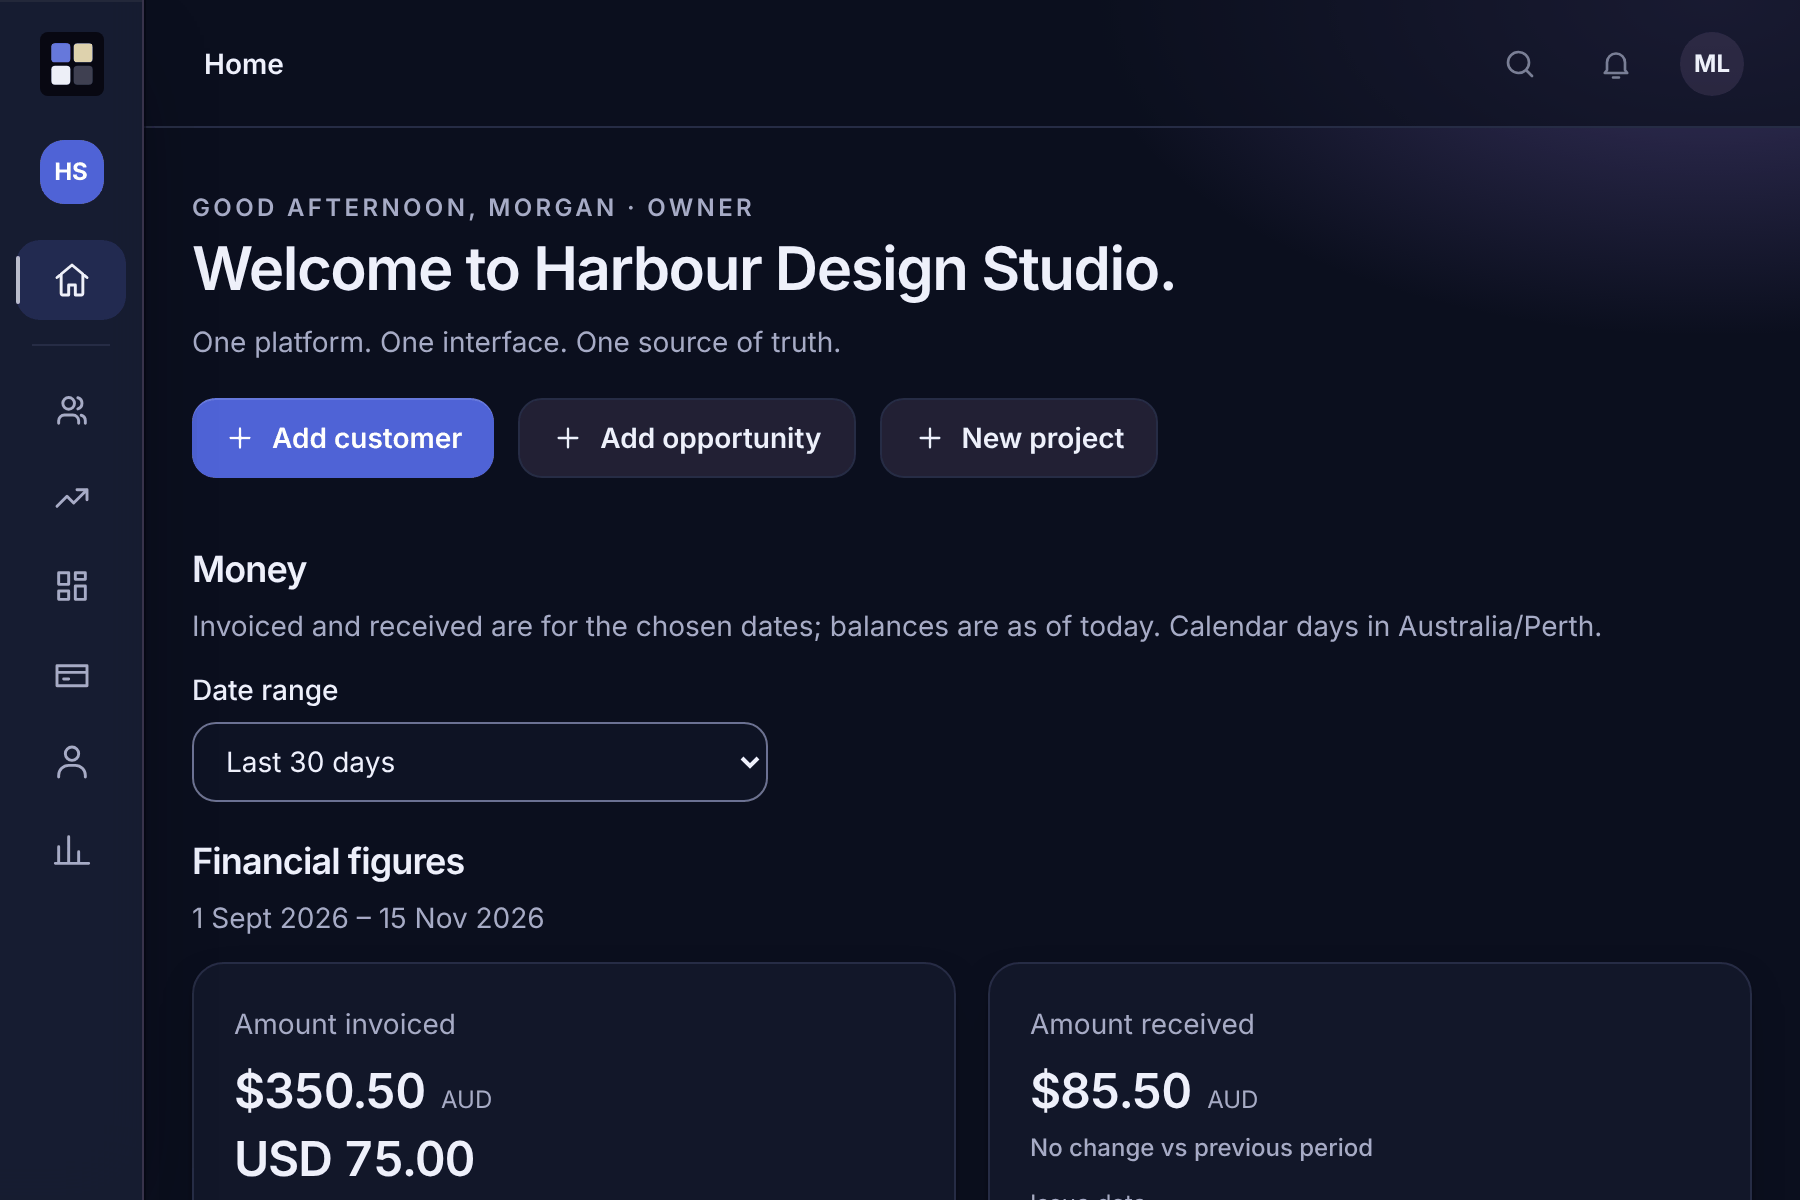 Home
ML
HS
GOOD AFTERNOON, MORGAN · OWNER
Welcome to Harbour Design Studio.
One platform. One interface. One source of truth.
Add customer
Add opportunity
New project
Money
Invoiced and received are for the chosen dates; balances are as of today. Calendar days in Australia/Perth.
Date range
Last 30 days
Financial figures
1 Sept 2026 – 15 Nov 2026
Amount invoiced
$350.50 AUD
USD 75.00
Amount received
$85.50 AUD
No change vs previous period